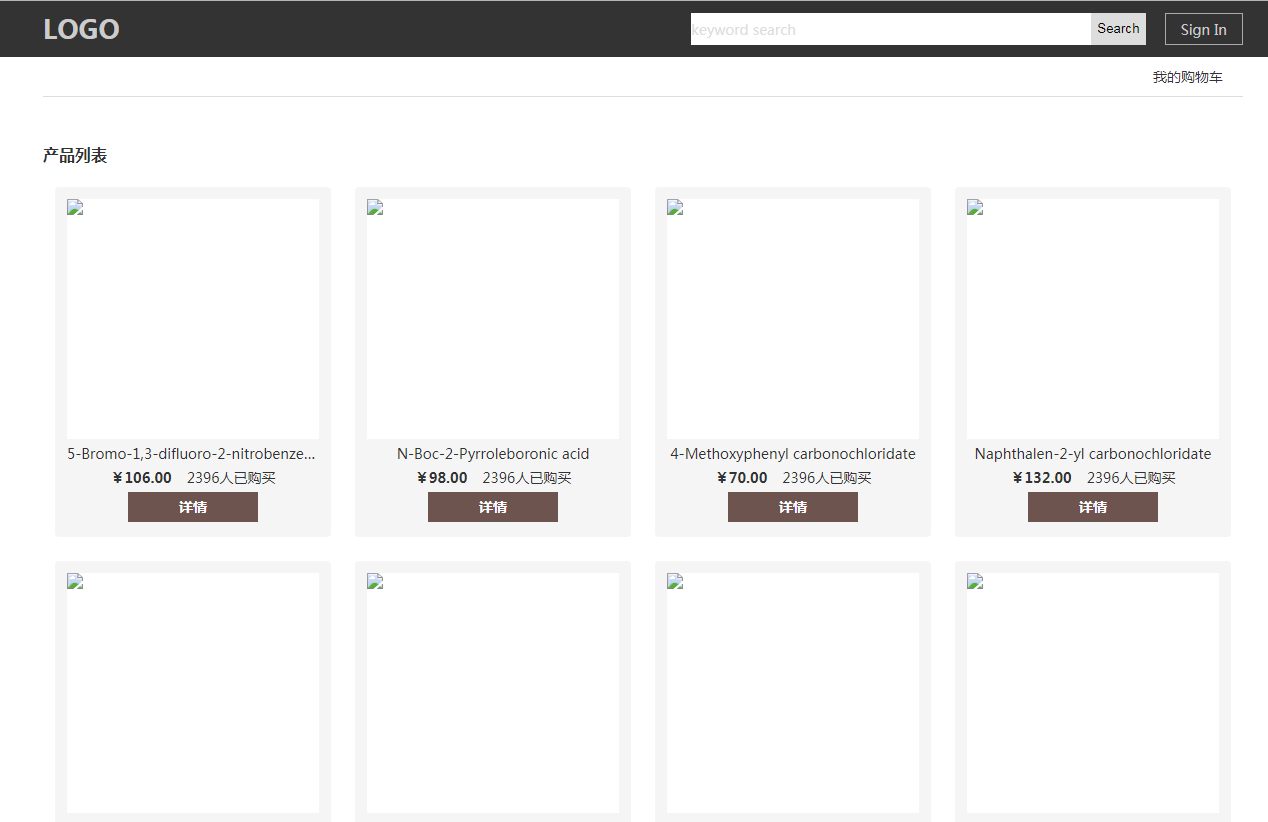 LOGO
keyword search
Search
Sign In
我的购物车
产品列表
5-Bromo-1,3-difluoro-2-nitrobenze...
¥106.00 2396人已购买
详情
N-Boc-2-Pyrroleboronic acid
¥98.00 2396人已购买
详情
4-Methoxyphenyl carbonochloridate
¥70.00 2396人已购买
详情
Naphthalen-2-yl carbonochloridate
¥132.00 2396人已购买
详情